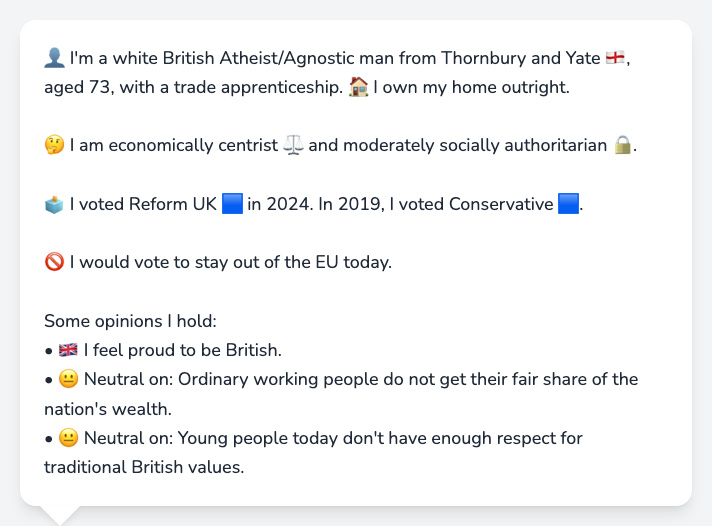 👤 I'm a white British Atheist/Agnostic man from Thornbury and Yate 🏴󠁧󠁢󠁥󠁮󠁧󠁿,
aged 73, with a trade apprenticeship. 🏠 I own my home outright.
🤔 I am economically centrist ⚖️ and moderately socially authoritarian 🔒.
🗳️ I voted Reform UK 🟦 in 2024. In 2019, I voted Conservative 🟦.
🚫 I would vote to stay out of the EU today.
Some opinions I hold:
• 🇬🇧 I feel proud to be British.
• 😐 Neutral on: Ordinary working people do not get their fair share of the
nation's wealth.
• 😐 Neutral on: Young people today don't have enough respect for
traditional British values.